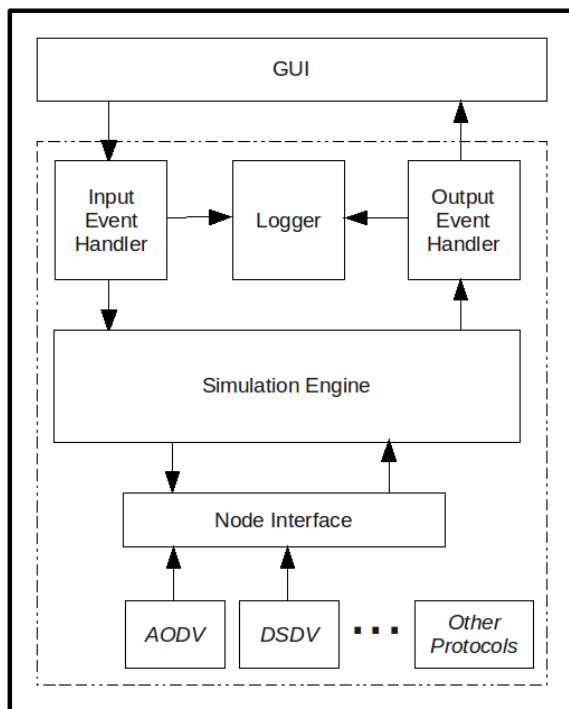 GUI
Input
Event
Handler
Logger
Output
Event
Handler
Simulation Engine
Node Interface
AODV
DSDV
...
Other
Protocols